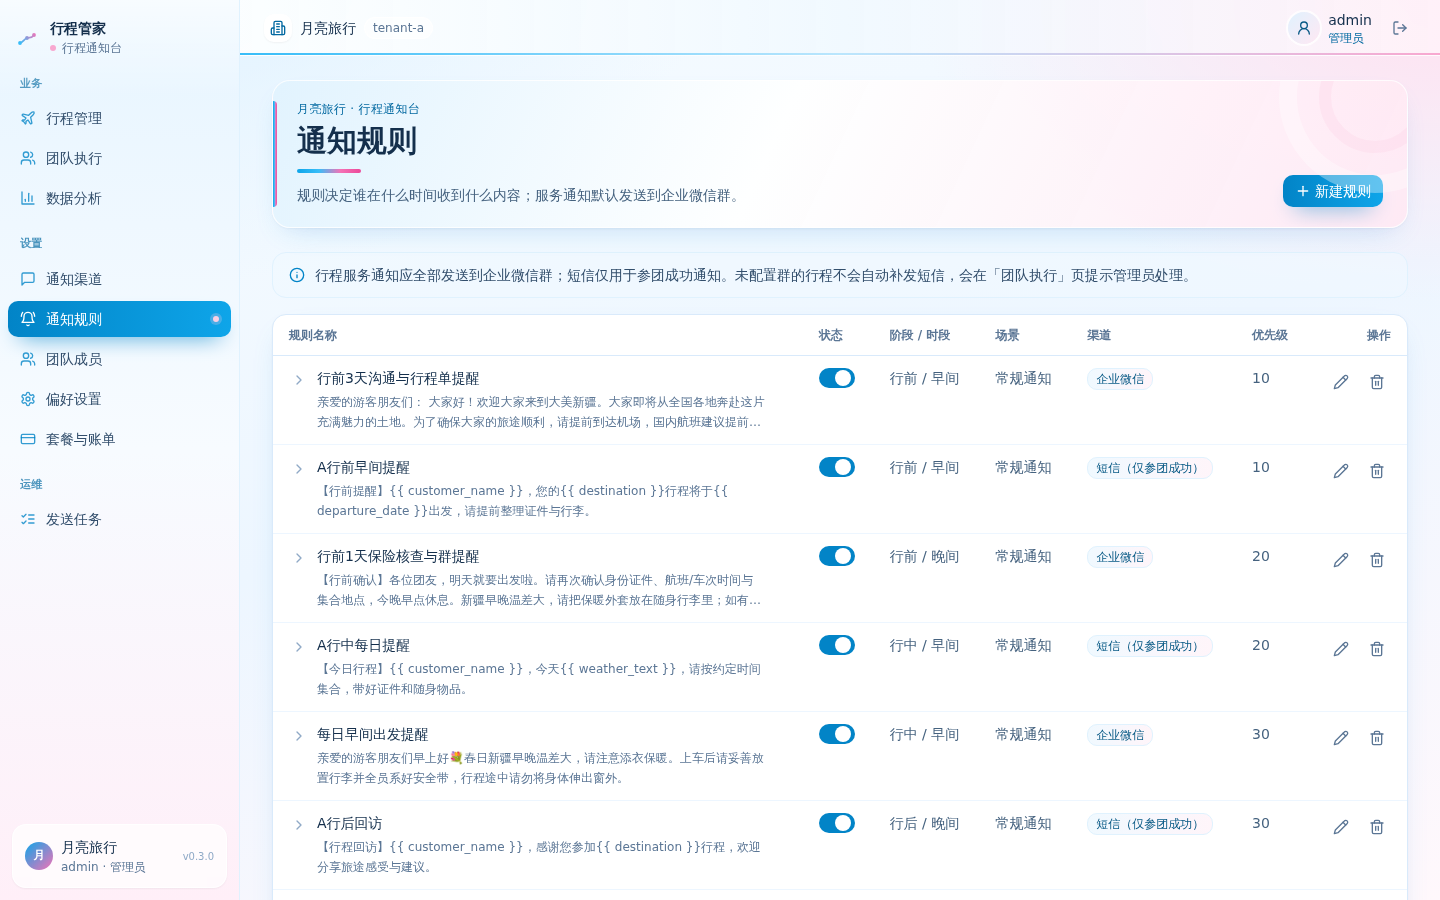 行程管家
行程通知台
业务
行程管理
团队执行
数据分析
设置
通知渠道
通知规则
团队成员
偏好设置
套餐与账单
运维
发送任务
月
月亮旅行
admin · 管理员
v0.3.0
月亮旅行
tenant-a
admin
管理员
月亮旅行 · 行程通知台
通知规则
规则决定谁在什么时间收到什么内容；服务通知默认发送到企业微信群。
新建规则
行程服务通知应全部发送到企业微信群；短信仅用于参团成功通知。未配置群的行程不会自动补发短信，会在「团队执行」页提示管理员处理。
规则名称 状态 阶段 / 时段 场景 渠道 优先级 操作
行前3天沟通与行程单提醒 行前 / 早间 常规通知 企业微信 10
亲爱的游客朋友们： 大家好！欢迎大家来到大美新疆。大家即将从全国各地奔赴这片
充满魅力的土地。为了确保大家的旅途顺利，请提前到达机场，国内航班建议提前…
A行前早间提醒 行前 / 早间 常规通知 短信（仅参团成功） 10
【行前提醒】{{ customer_name }}，您的{{ destination }}行程将于{{
departure_date }}出发，请提前整理证件与行李。
行前1天保险核查与群提醒 行前 / 晚间 常规通知 企业微信 20
【行前确认】各位团友，明天就要出发啦。请再次确认身份证件、航班/车次时间与
集合地点，今晚早点休息。新疆早晚温差大，请把保暖外套放在随身行李里；如有…
A行中每日提醒 行中 / 早间 常规通知 短信（仅参团成功） 20
【今日行程】{{ customer_name }}，今天{{ weather_text }}，请按约定时间
集合，带好证件和随身物品。
每日早间出发提醒 行中 / 早间 常规通知 企业微信 30
亲爱的游客朋友们早上好💐春日新疆早晚温差大，请注意添衣保暖。上车后请妥善放
置行李并全员系好安全带，行程途中请勿将身体伸出窗外。
A行后回访 行后 / 晚间 常规通知 短信（仅参团成功） 30
【行程回访】{{ customer_name }}，感谢您参加{{ destination }}行程，欢迎
分享旅途感受与建议。